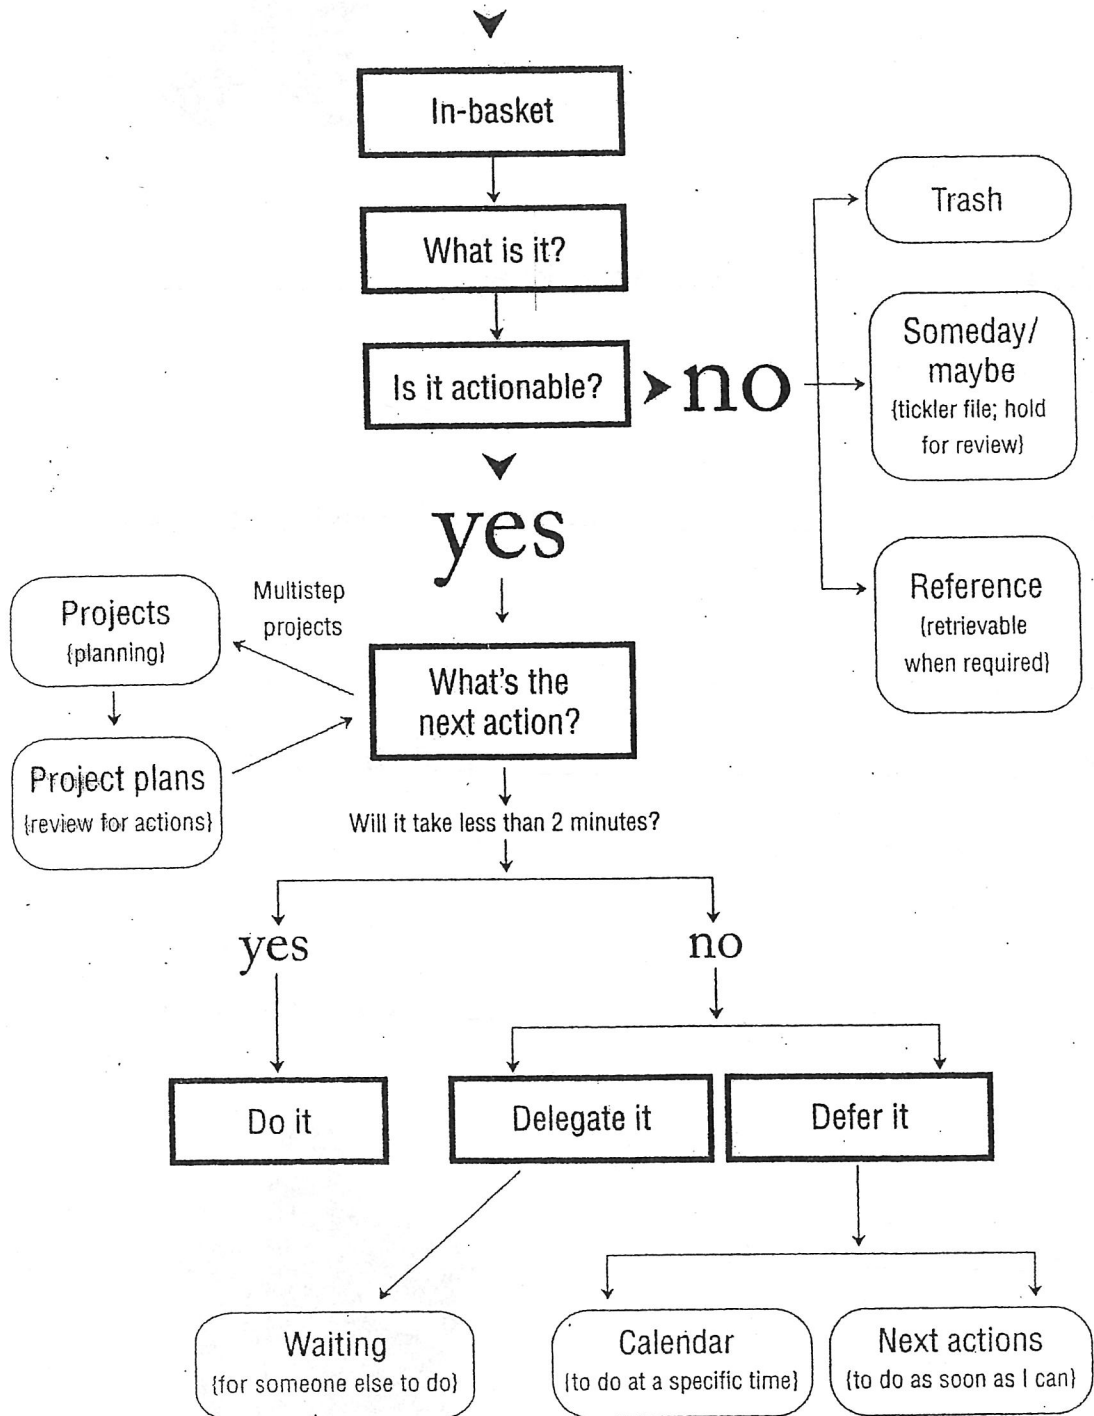 In-basket
What is it?
Is it actionable?
no
Trash
Someday/
maybe
{tickler file; hold
for review}
Reference
{retrievable
when required}
yes
Multistep
projects
Projects
{planning}
Project plans
{review for actions}
What's the
next action?
Will it take less than 2 minutes?
yes
no
Do it
Delegate it
Defer it
Waiting
{for someone else to do}
Calendar
{to do at a specific time}
Next actions
{to do as soon as I can}